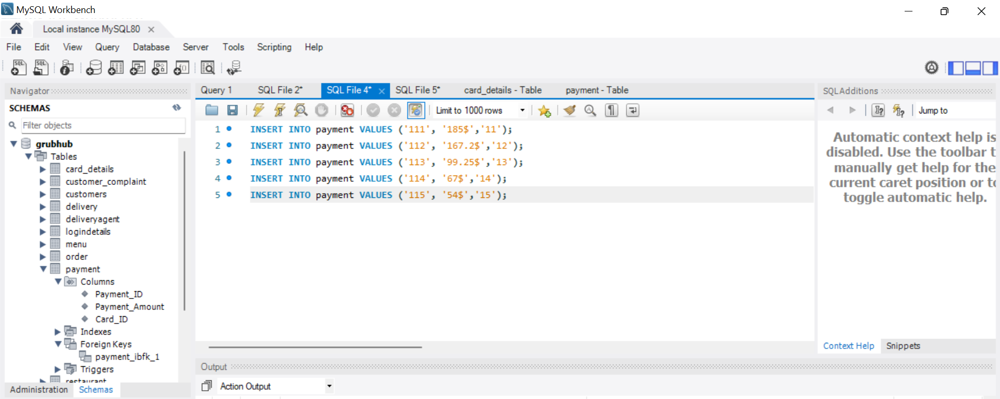 MySQL Workbench
Local instance MySQL80
File Edit View Query Database Server Tools Scripting Help
Navigator
SCHEMAS
Filter objects
grubhub
Tables
card_details
customer_complaint
customers
delivery
deliveryagent
logindetails
menu
order
payment
Columns
Payment_ID
Payment_Amount
Card_ID
Indexes
Foreign Keys
payment_ibfk_1
Triggers
restaurant
Administration Schemas
Query 1 SQL File 2* SQL File 4* SQL File 5* card_details - Table payment - Table
Limit to 1000 rows
1 INSERT INTO payment VALUES ('111', '185$','11');
2 INSERT INTO payment VALUES ('112', '167.2$','12');
3 INSERT INTO payment VALUES ('113', '99.25$','13');
4 INSERT INTO payment VALUES ('114', '67$','14');
5 INSERT INTO payment VALUES ('115', '54$','15');
Output
Action Output
SQLAdditions
Jump to
Automatic context help is
disabled. Use the toolbar t
manually get help for the
current caret position or to
toggle automatic help.
Context Help Snippets